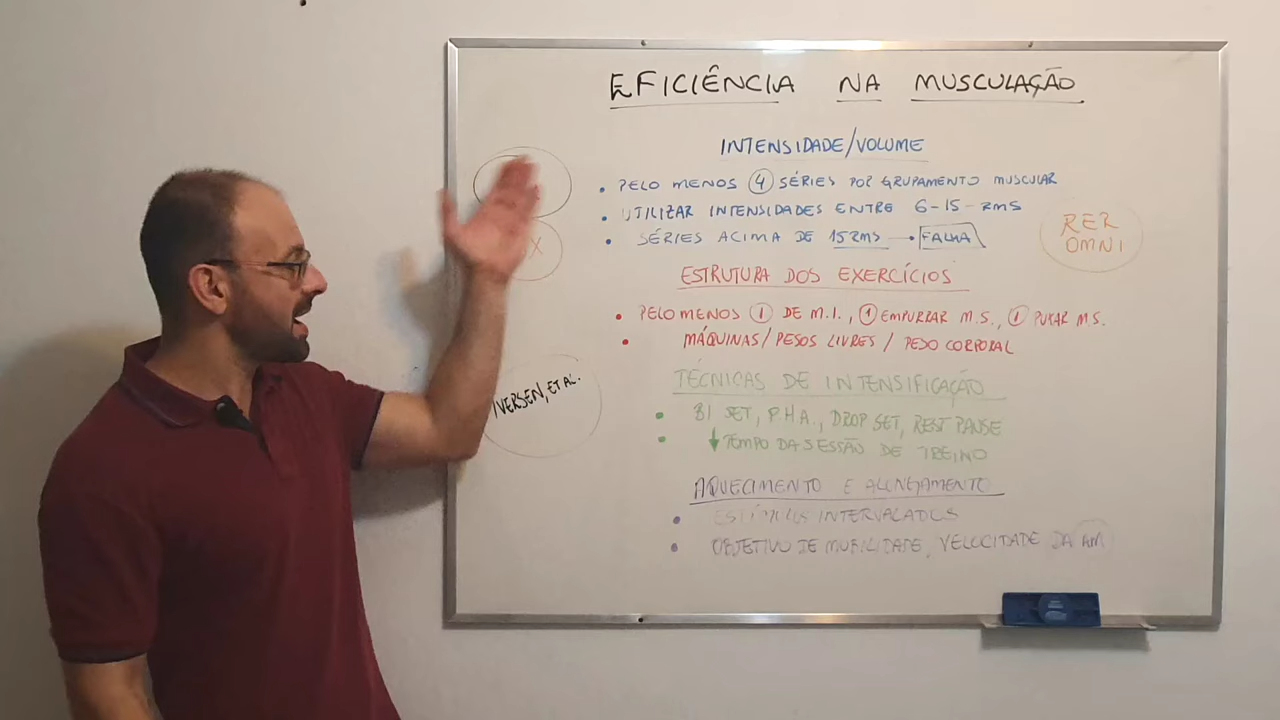 EFICIÊNCIA NA MUSCULAÇÃO
INTENSIDADE/VOLUME
• PELO MENOS 4 SÉRIES POR GRUPAMENTO MUSCULAR
• UTILIZAR INTENSIDADES ENTRE 6-15-RMS
• SÉRIES ACIMA DE 15RMS → FALHA
RER
OMNI
X
ESTRUTURA DOS EXERCÍCIOS
• PELO MENOS 1 DE M.I., 1 EMPURRAR M.S., 1 PUXAR M.S.
• MÁQUINAS/PESOS LIVRES/PESO CORPORAL
IVERSEN, ET AL.
TÉCNICAS DE INTENSIFICAÇÃO
• BI SET, P.H.A., DROP SET, REST PAUSE
• ↓ TEMPO DA SESSÃO DE TREINO
AQUECIMENTO E ALONGAMENTO
• ESTÍMULOS INTERVALADOS
• OBJETIVO DE MOBILIDADE, VELOCIDADE DA AM